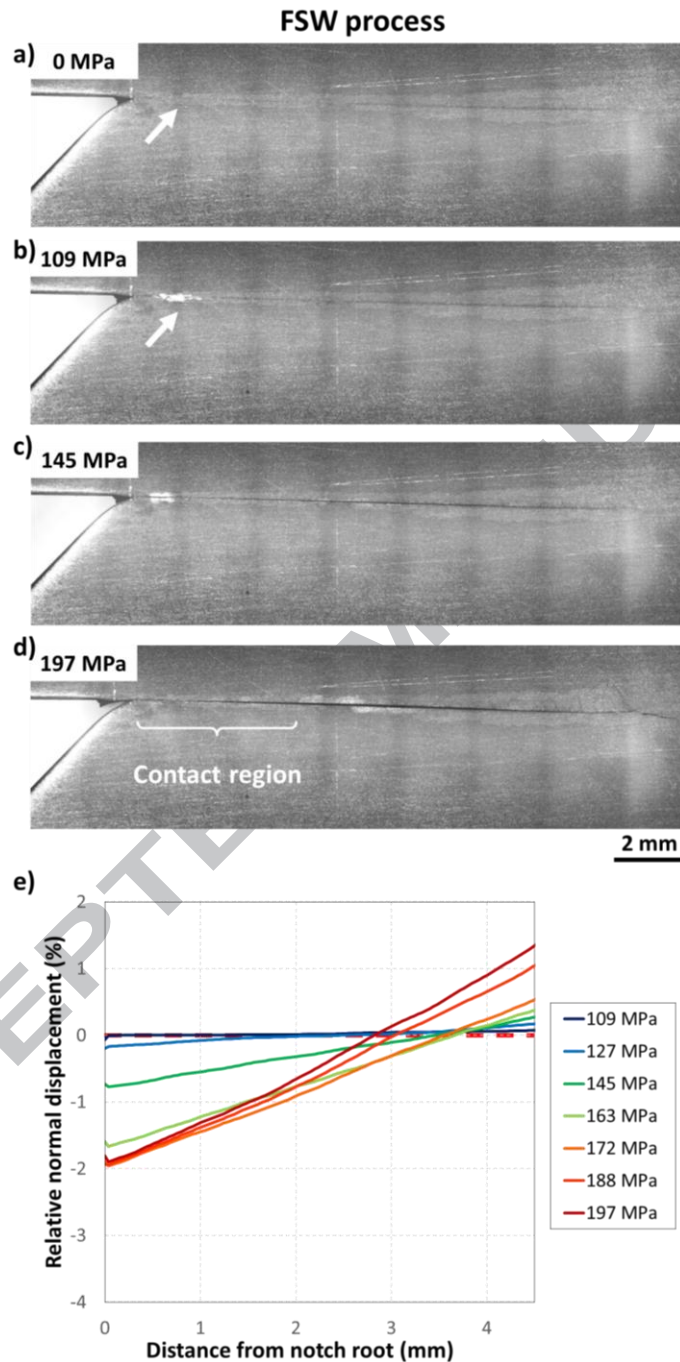 FSW process
a) 0 MPa
b) 109 MPa
c) 145 MPa
d) 197 MPa
Contact region
2 mm
e)
Relative normal displacement (%)
2
1
0
-1
-2
-3
-4
0 1 2 3 4
Distance from notch root (mm)
109 MPa
127 MPa
145 MPa
163 MPa
172 MPa
188 MPa
197 MPa